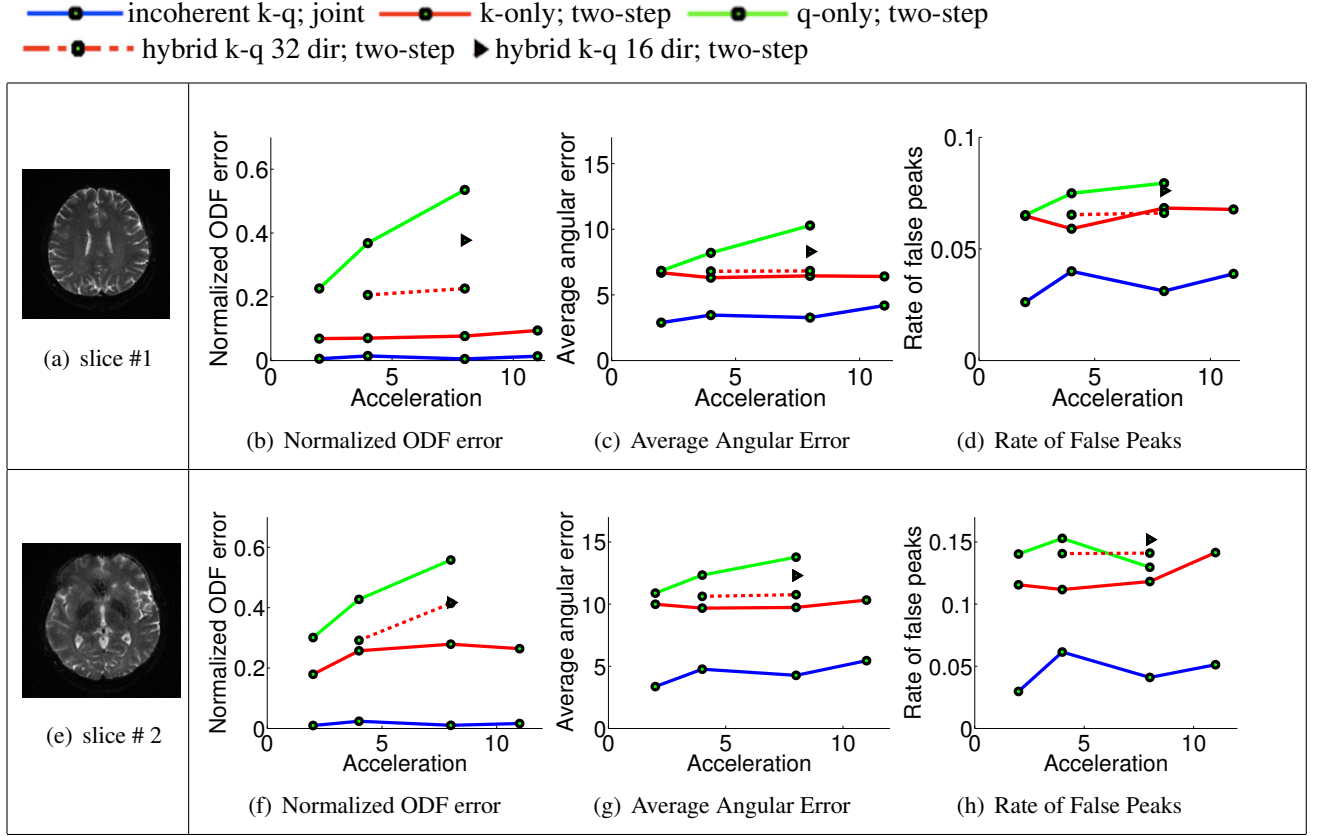 incoherent k-q; joint k-only; two-step q-only; two-step
hybrid k-q 32 dir; two-step hybrid k-q 16 dir; two-step
(a) slice #1
Normalized ODF error
0.6
0.4
0.2
0
0 5 10
Acceleration
(b) Normalized ODF error
Average angular error
15
10
5
0
0 5 10
Acceleration
(c) Average Angular Error
Rate of false peaks
0.1
0.05
0
0 5 10
Acceleration
(d) Rate of False Peaks
(e) slice # 2
Normalized ODF error
0.6
0.4
0.2
0
0 5 10
Acceleration
(f) Normalized ODF error
Average angular error
15
10
5
0
0 5 10
Acceleration
(g) Average Angular Error
Rate of false peaks
0.15
0.1
0.05
0
0 5 10
Acceleration
(h) Rate of False Peaks